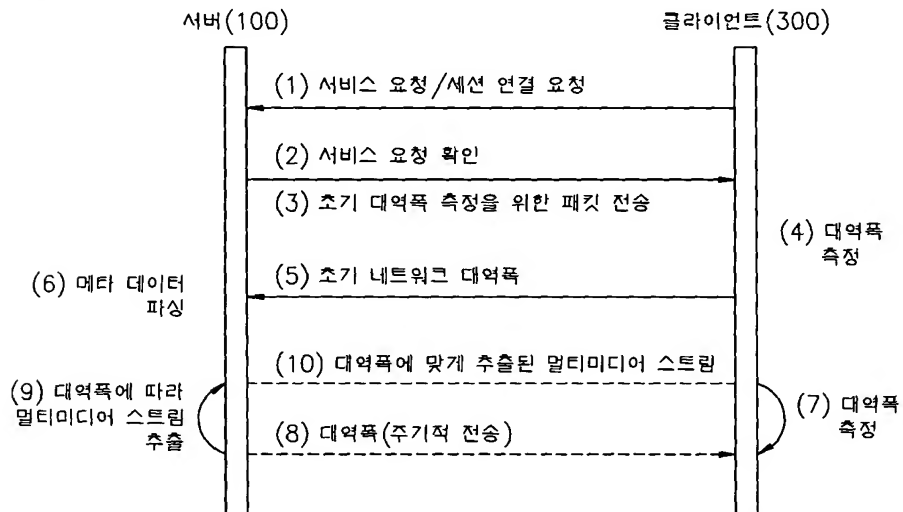 서버(100)
클라이언트(300)
(1) 서비스 요청/세션 연결 요청
(2) 서비스 요청 확인
(3) 초기 대역폭 측정을 위한 패킷 전송
(4) 대역폭
측정
(5) 초기 네트워크 대역폭
(6) 메타 데이터
파싱
(10) 대역폭에 맞게 추출된 멀티미디어 스트림
(9) 대역폭에 따라
멀티미디어 스트림
추출
(7) 대역폭
측정
(8) 대역폭(주기적 전송)